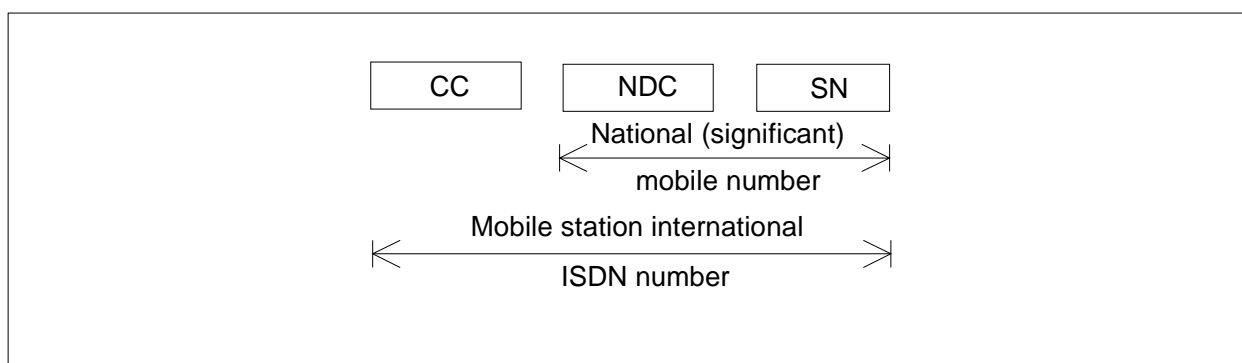 CC NDC SN
National (significant)
mobile number
Mobile station international
ISDN number